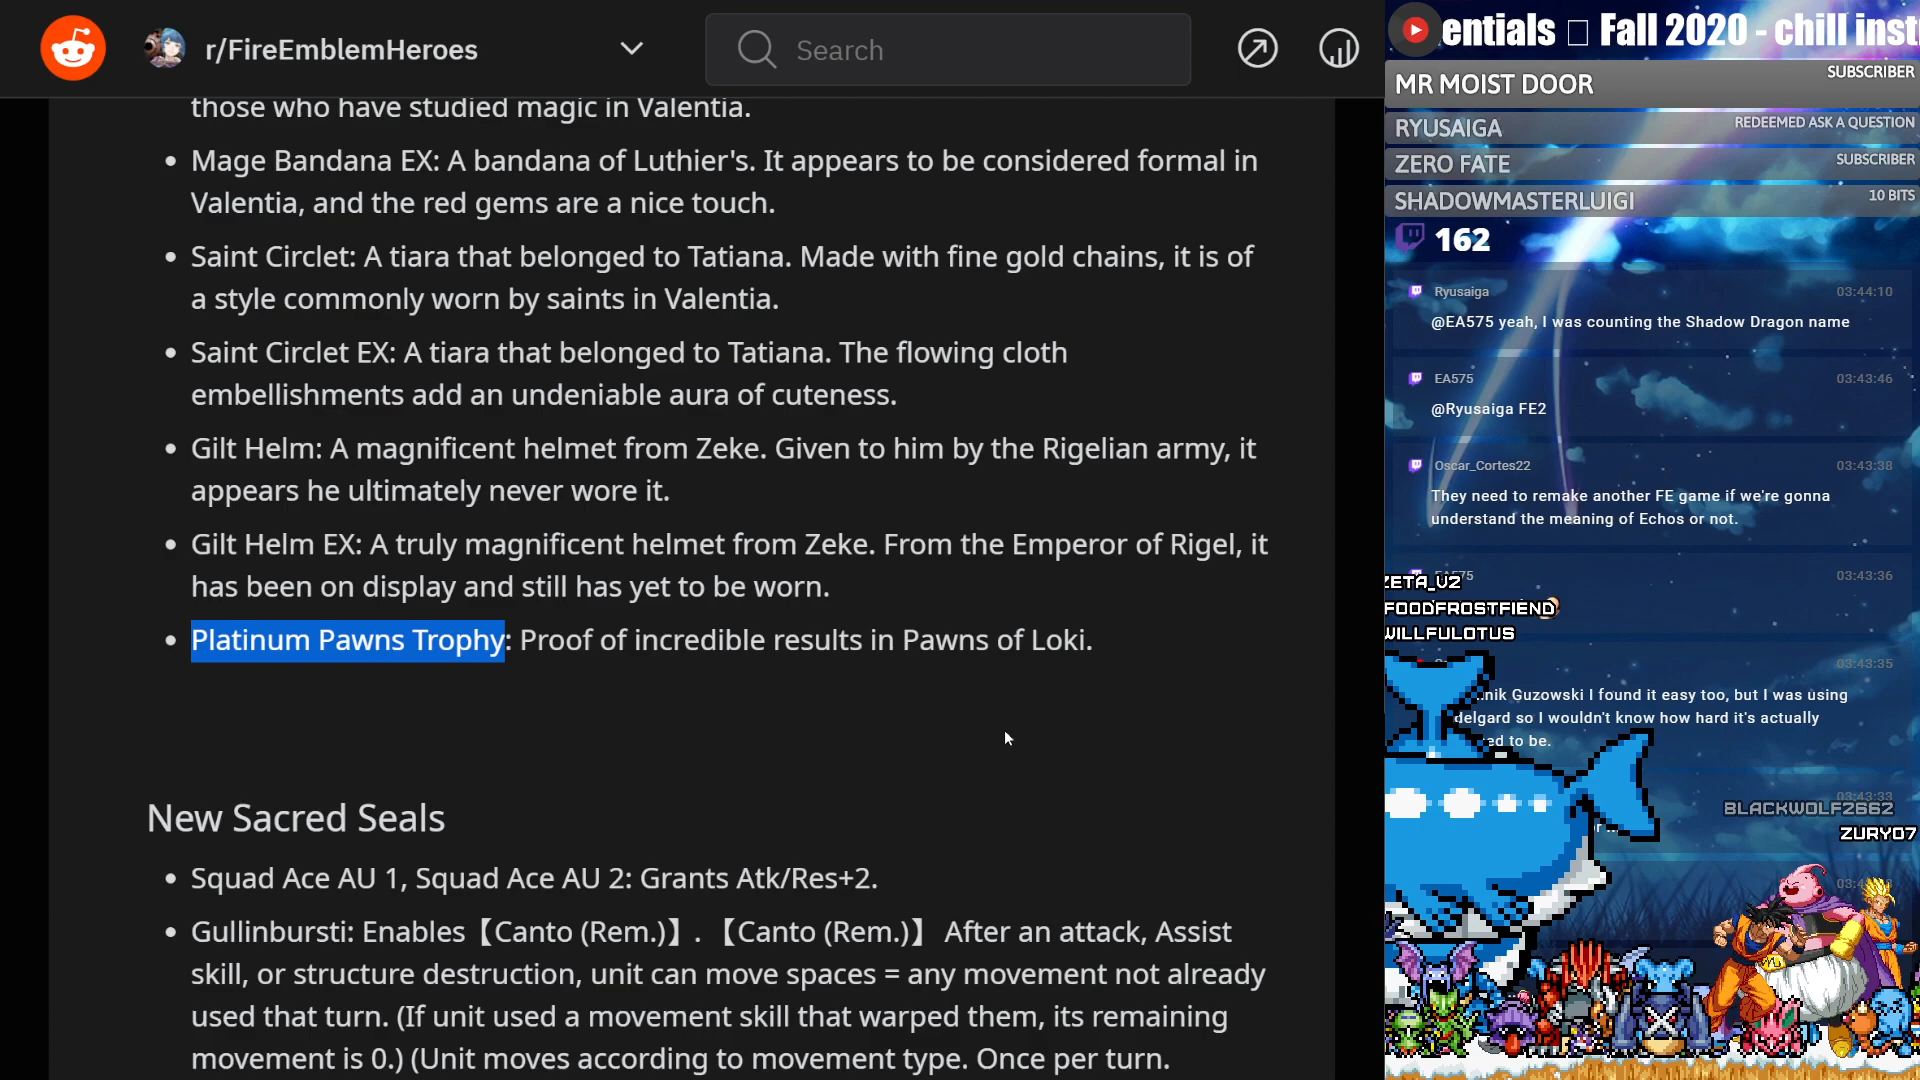 r/FireEmblemHeroes
Search
those who have studied magic in Valentia.
Mage Bandana EX: A bandana of Luthier's. It appears to be considered formal in
Valentia, and the red gems are a nice touch.
Saint Circlet: A tiara that belonged to Tatiana. Made with fine gold chains, it is of
a style commonly worn by saints in Valentia.
Saint Circlet EX: A tiara that belonged to Tatiana. The flowing cloth
embellishments add an undeniable aura of cuteness.
Gilt Helm: A magnificent helmet from Zeke. Given to him by the Rigelian army, it
appears he ultimately never wore it.
Gilt Helm EX: A truly magnificent helmet from Zeke. From the Emperor of Rigel, it
has been on display and still has yet to be worn.
Platinum Pawns Trophy: Proof of incredible results in Pawns of Loki.
New Sacred Seals
Squad Ace AU 1, Squad Ace AU 2: Grants Atk/Res+2.
Gullinbursti: Enables【Canto (Rem.)】. 【Canto (Rem.)】 After an attack, Assist
skill, or structure destruction, unit can move spaces = any movement not already
used that turn. (If unit used a movement skill that warped them, its remaining
movement is 0.) (Unit moves according to movement type. Once per turn.
entials Fall 2020 - chill inst
MR MOIST DOOR SUBSCRIBER
RYUSAIGA REDEEMED ASK A QUESTION
ZERO FATE SUBSCRIBER
SHADOWMASTERLUIGI 10 BITS
162
Ryusaiga 03:44:10
@EA575 yeah, I was counting the Shadow Dragon name
EA575 03:43:46
@Ryusaiga FE2
Oscar_Cortes22 03:43:38
They need to remake another FE game if we're gonna
understand the meaning of Echos or not.
03:43:36
ZETA_V2
FOODFROSTFIEND
WILLFULOTUS
03:43:35
nik Guzowski I found it easy too, but I was using
delgard so I wouldn't know how hard it's actually
ed to be.
03:43:33
BLACKWOLF2662
ZURY07